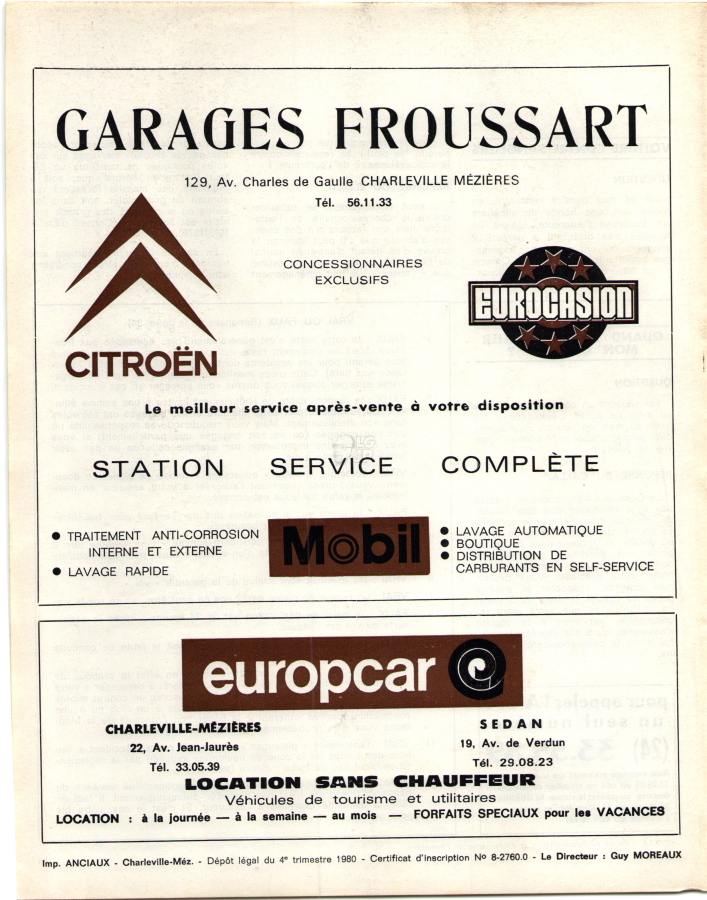 GARAGES FROUSSART
129, Av. Charles de Gaulle CHARLEVILLE MÉZIÈRES
Tél. 56.11.33
CONCESSIONNAIRES
EXCLUSIFS
EUROCASION
CITROËN
Le meilleur service après-vente à votre disposition
STATION SERVICE COMPLÈTE
● TRAITEMENT ANTI-CORROSION
INTERNE ET EXTERNE
● LAVAGE RAPIDE
Mobil
● LAVAGE AUTOMATIQUE
● BOUTIQUE
● DISTRIBUTION DE
CARBURANTS EN SELF-SERVICE
europcar
CHARLEVILLE-MÉZIÈRES
22, Av. Jean-Jaurès
Tél. 33.05.39
SEDAN
19, Av. de Verdun
Tél. 29.08.23
LOCATION SANS CHAUFFEUR
Véhicules de tourisme et utilitaires
LOCATION : à la journée — à la semaine — au mois — FORFAITS SPECIAUX pour les VACANCES
Imp. ANCIAUX - Charleville-Méz. - Dépôt légal du 4e trimestre 1980 - Certificat d'inscription No 8-2760.0 - Le Directeur : Guy MOREAUX